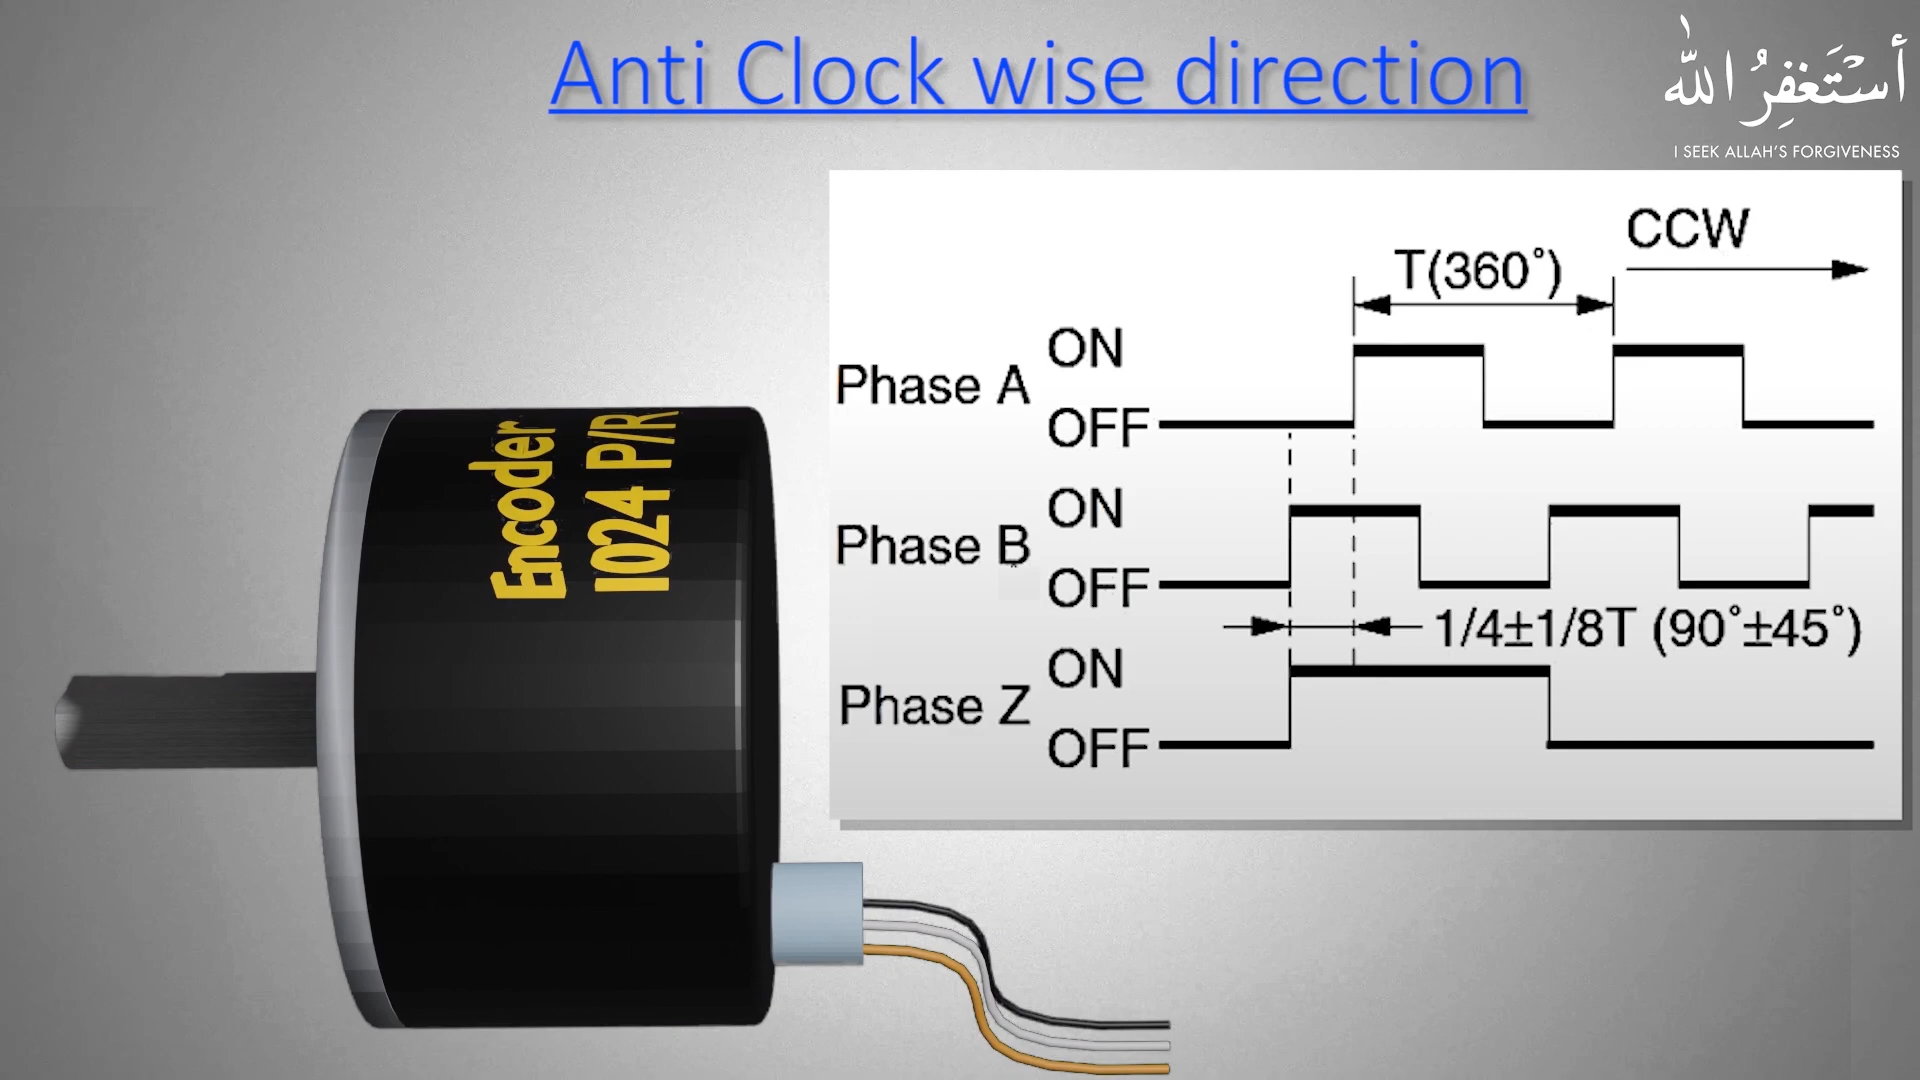 Anti Clock wise direction
أَسْتَغْفِرُ اللّٰه
I SEEK ALLAH'S FORGIVENESS
CCW
T(360°)
Phase A
ON
OFF
Phase B
ON
OFF
1/4±1/8T (90°±45°)
Phase Z
ON
OFF
Encoder
1024 P/R